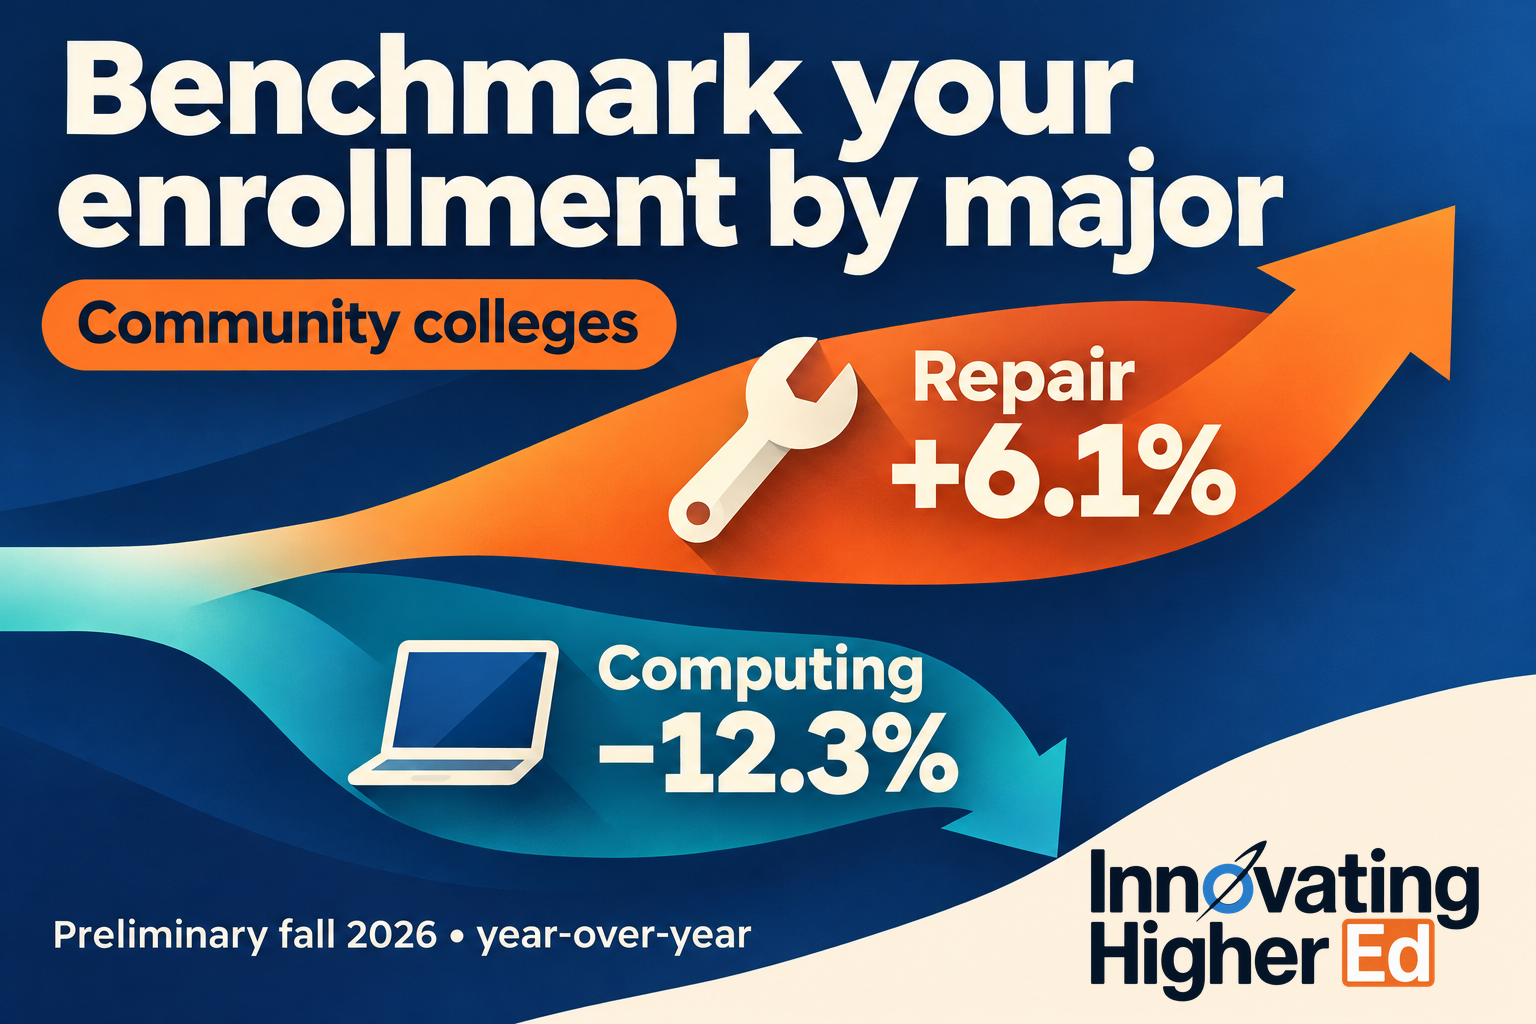 Benchmark your
enrollment by major
Community colleges
Repair
+6.1%
Computing
−12.3%
Preliminary fall 2026 • year-over-year
Innovating
Higher Ed